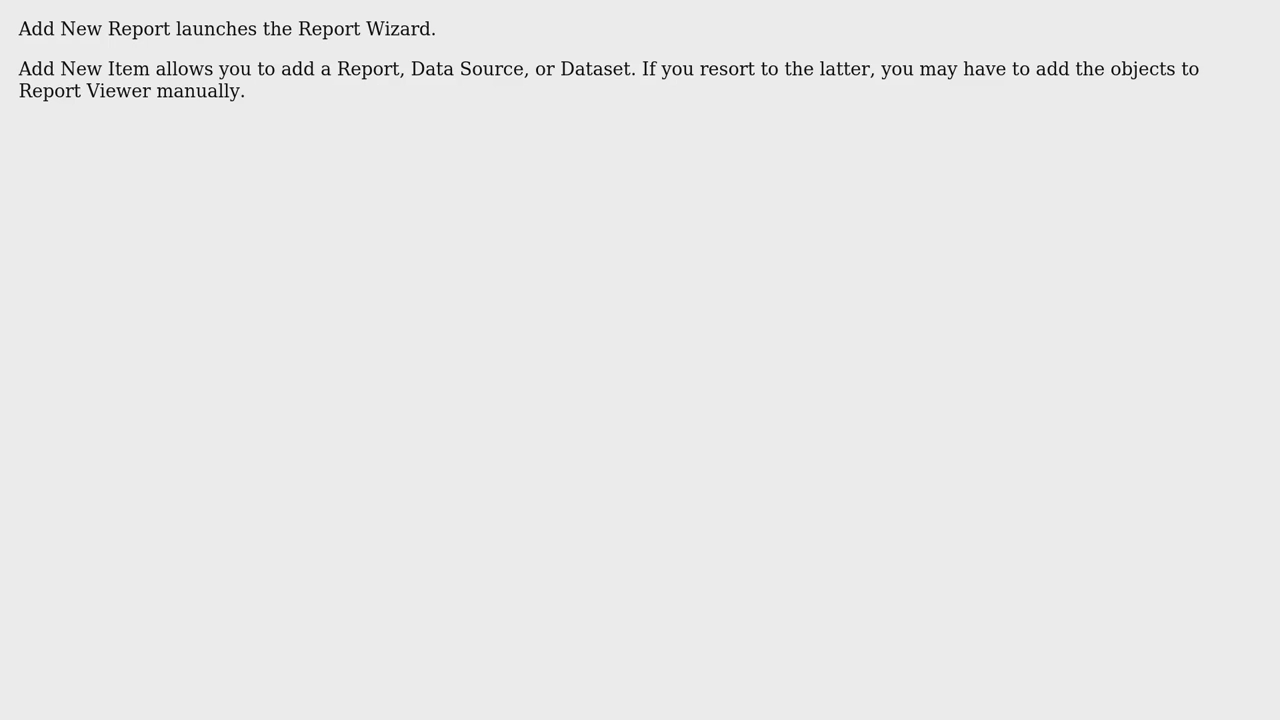 Add New Report launches the Report Wizard.
Add New Item allows you to add a Report, Data Source, or Dataset. If you resort to the latter, you may have to add the objects to
Report Viewer manually.